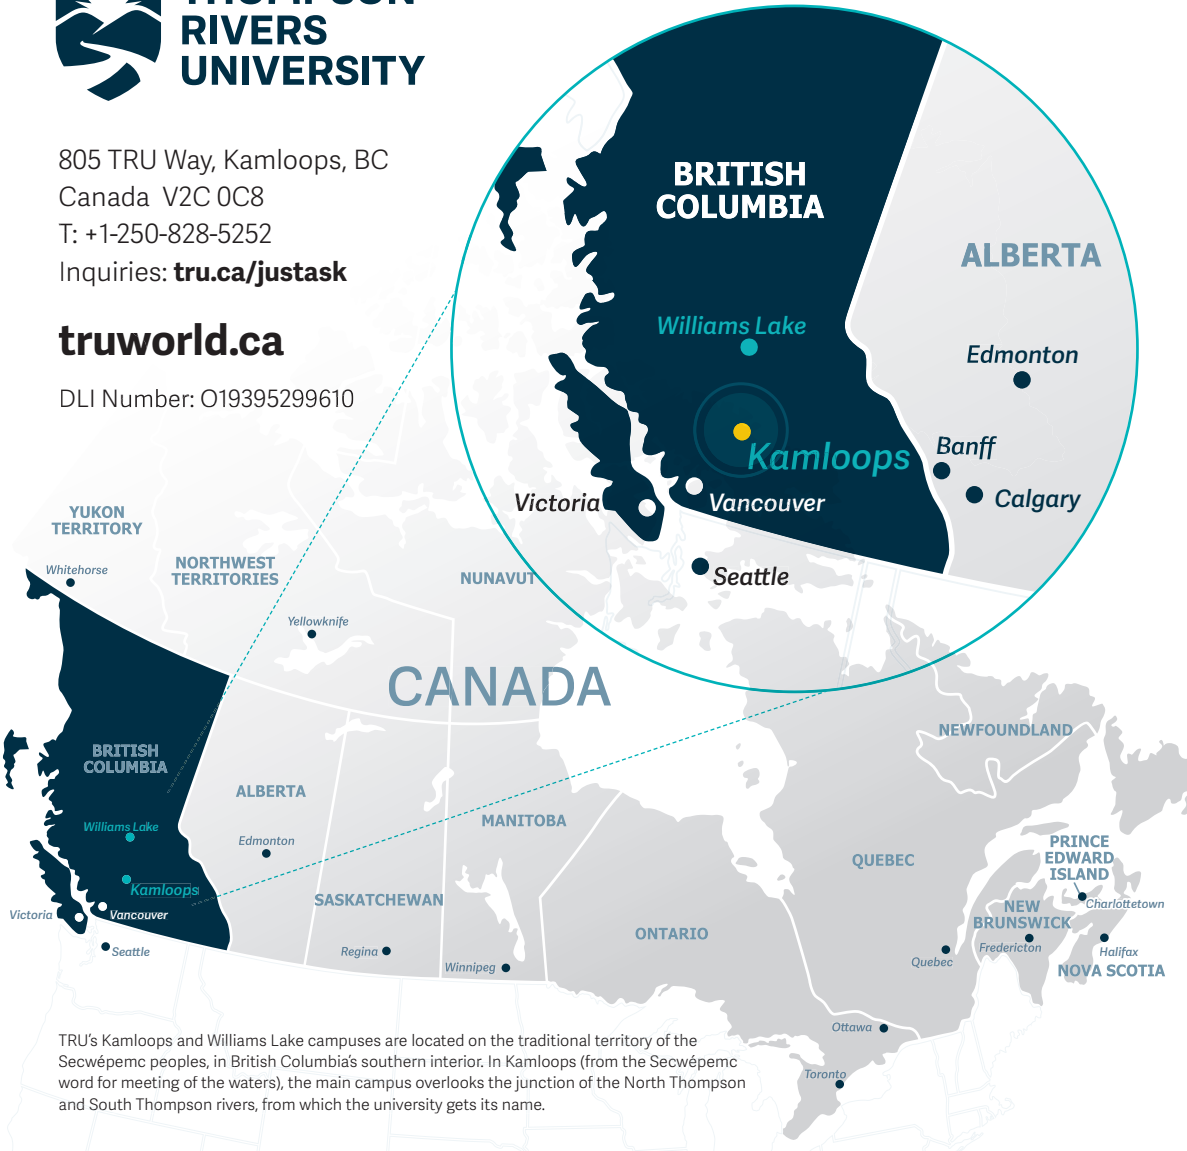 THOMPSON
RIVERS
UNIVERSITY
805 TRU Way, Kamloops, BC
Canada V2C 0C8
T: +1-250-828-5252
Inquiries: tru.ca/justask
truworld.ca
DLI Number: O19395299610
BRITISH
COLUMBIA
ALBERTA
Williams Lake
Edmonton
Kamloops
Banff
Calgary
Victoria
Vancouver
Seattle
YUKON
TERRITORY
Whitehorse
NORTHWEST
TERRITORIES
NUNAVUT
Yellowknife
CANADA
BRITISH
COLUMBIA
Williams Lake
Kamloops
Victoria
Vancouver
Seattle
ALBERTA
Edmonton
SASKATCHEWAN
Regina
MANITOBA
Winnipeg
ONTARIO
QUEBEC
NEWFOUNDLAND
PRINCE
EDWARD
ISLAND
Charlottetown
NEW
BRUNSWICK
Fredericton
Halifax
NOVA SCOTIA
Quebec
Ottawa
Toronto
TRU's Kamloops and Williams Lake campuses are located on the traditional territory of the
Secwépemc peoples, in British Columbia's southern interior. In Kamloops (from the Secwépemc
word for meeting of the waters), the main campus overlooks the junction of the North Thompson
and South Thompson rivers, from which the university gets its name.